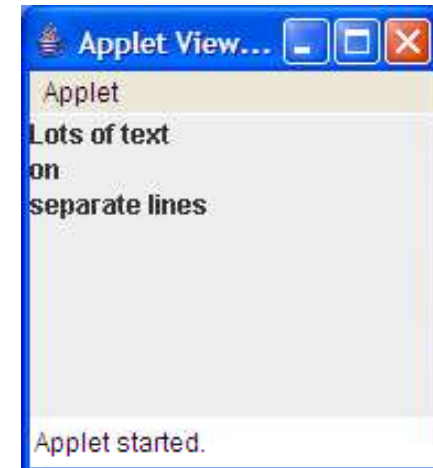 Applet View...
Applet
Lots of text
on
separate lines
Applet started.